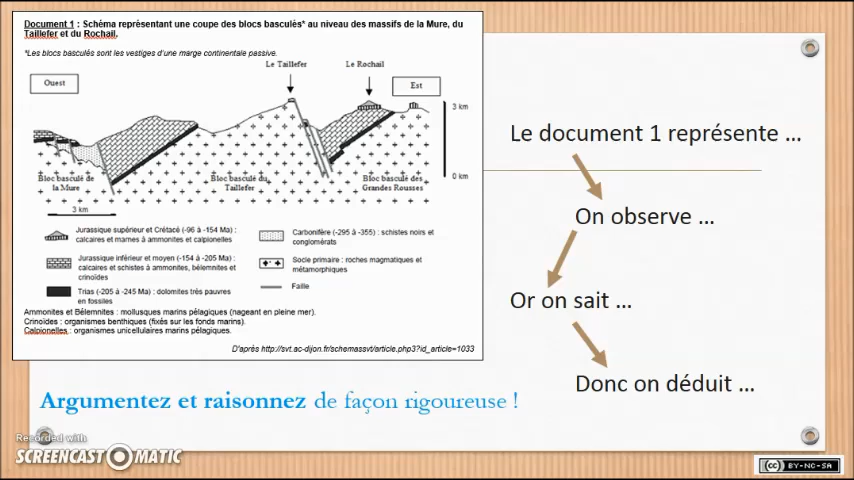 Document 1 : Schéma représentant une coupe des blocs basculés* au niveau des massifs de la Mure, du
Taillefer et du Rochail.
*Les blocs basculés sont les vestiges d'une marge continentale passive.
Le Taillefer
Le Rochail
Ouest
Est
3 km
0 km
Bloc basculé de
la Mure
Bloc basculé du
Taillefer
Bloc basculé des
Grandes Rousses
3 km
Jurassique supérieur et Crétacé (-96 à -154 Ma) :
calcaires et marnes à ammonites et calpionelles
Jurassique inférieur et moyen (-154 à -205 Ma) :
calcaires et schistes à ammonites, bélemnites et
crinoïdes
Trias (-205 à -245 Ma) : dolomites très pauvres
en fossiles
Carbonifère (-295 à -355) : schistes noirs et
conglomérats
Socle primaire : roches magmatiques et
métamorphiques
Faille
Ammonites et Bélemnites : mollusques marins pélagiques (nageant en pleine mer).
Crinoïdes : organismes benthiques (fixés sur les fonds marins).
Calpionelles : organismes unicellulaires marins pélagiques.
D'après http://svt.ac-dijon.fr/schemassvt/article.php3?id_article=1033
Le document 1 représente ...
On observe ...
Or on sait ...
Donc on déduit ...
Argumentez et raisonnez de façon rigoureuse !
Recorded with
SCREENCAST MATIC
cc BY-NC-SA